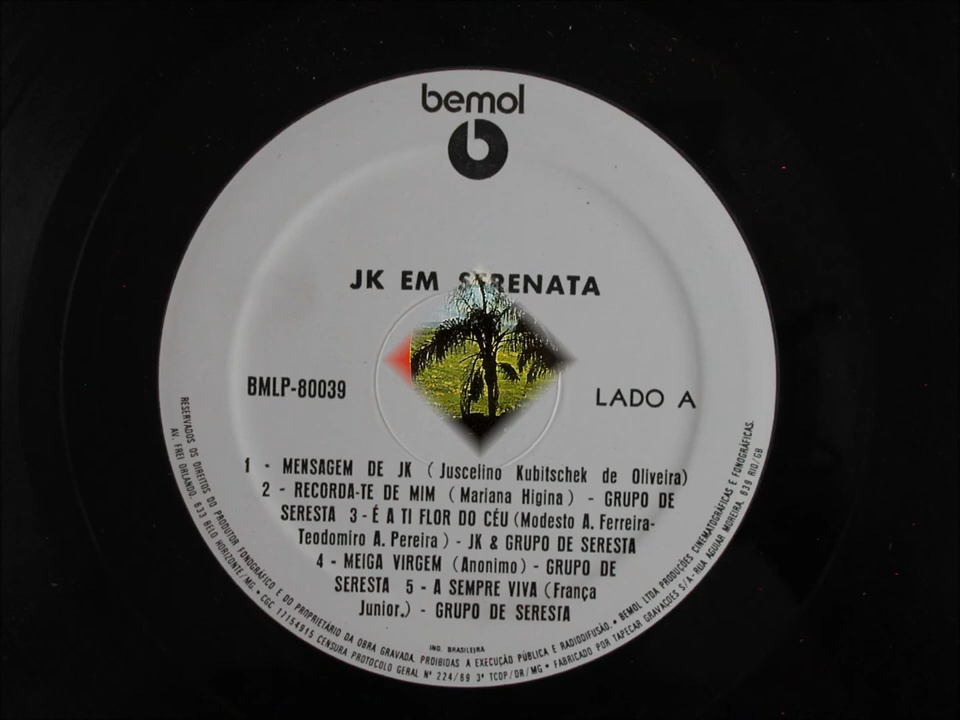 bemol
b
JK EM SERENATA
BMLP-80039
LADO A
1 - MENSAGEM DE JK ( Juscelino Kubitschek de Oliveira)
2 - RECORDA-TE DE MIM ( Mariana Higina ) - GRUPO DE
SERESTA 3 - É A TI FLOR DO CÉU (Modesto A. Ferreira-
Teodomiro A. Pereira ) - JK & GRUPO DE SERESTA
4 - MEIGA VIRGEM (Anonimo) - GRUPO DE
SERESTA 5 - A SEMPRE VIVA (França
Junior.) - GRUPO DE SERESTA
IND. BRASILEIRA
RESERVADOS OS DIREITOS DO PRODUTOR FONOGRÁFICO E DO PROPRIETÁRIO DA OBRA GRAVADA. PROIBIDAS A EXECUÇÃO PÚBLICA E RADIODIFUSÃO. • BEMOL LTDA PRODUÇÕES CINEMATOGRÁFICAS E FONOGRÁFICAS.
AV. FREI ORLANDO, 633 BELO HORIZONTE/MG • CGC 17154915 CENSURA PROTOCOLO GERAL Nº 224/69 3ª TCDP/DR/MG • FABRICADO POR TAPECAR GRAVAÇÕES S/A - RUA AGUIAR MOREIRA, 639 RIO/GB